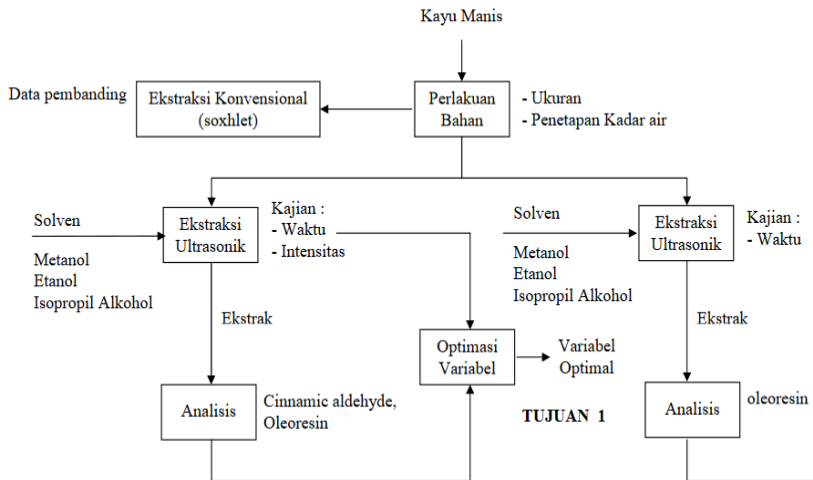 Kayu Manis
Data pembanding
Ekstraksi Konvensional
(soxhlet)
Perlakuan
Bahan
- Ukuran
- Penetapan Kadar air
Solven
Metanol
Etanol
Isopropil Alkohol
Ekstraksi
Ultrasonik
Kajian :
- Waktu
- Intensitas
Solven
Metanol
Etanol
Isopropil Alkohol
Ekstraksi
Ultrasonik
Kajian :
- Waktu
Ekstrak
Optimasi
Variabel
Variabel
Optimal
Ekstrak
Analisis
Cinnamic aldehyde,
Oleoresin
TUJUAN 1
Analisis
oleoresin